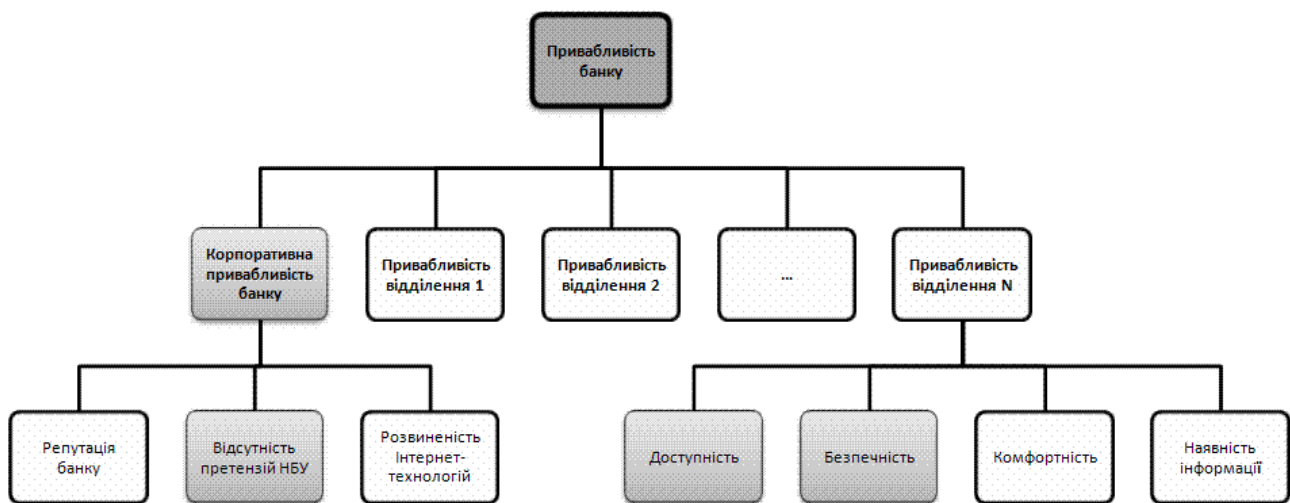 Привабливість
банку
Корпоративна
привабливість
банку
Привабливість
відділення 1
Привабливість
відділення 2
...
Привабливість
відділення N
Репутація
банку
Відсутність
претензій НБУ
Розвиненість
Інтернет-
технологій
Доступність
Безпечність
Комфортність
Наявність
інформації